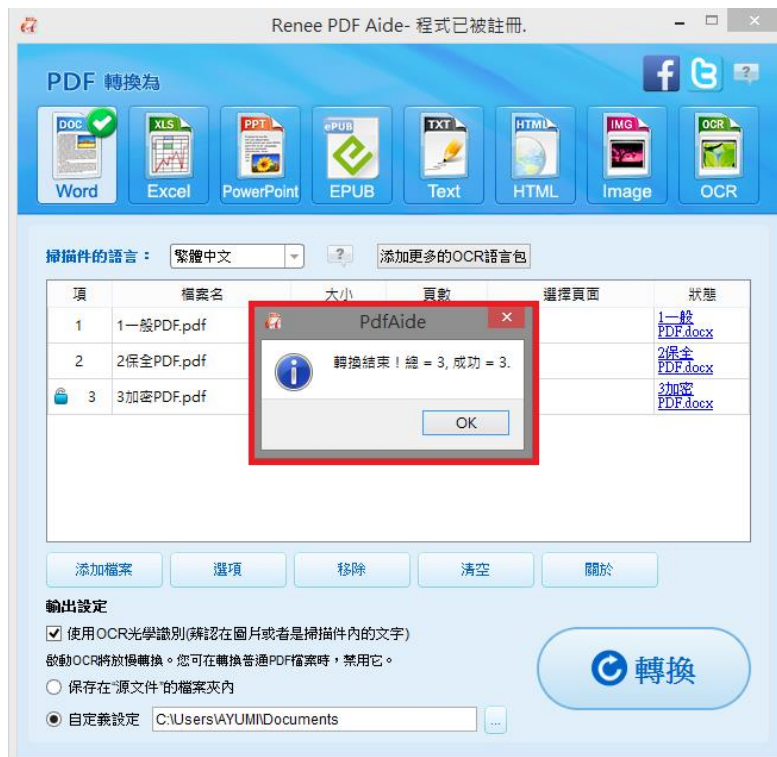 Renee PDF Aide- 程式已被註冊.
PDF 轉換為
DOC
XLS
PPT
ePUB
TXT
HTML
IMG
OCR
Word
Excel
PowerPoint
EPUB
Text
HTML
Image
OCR
掃描件的語言：
繁體中文
?
添加更多的OCR語言包
項 檔案名 大小 頁數 選擇頁面 狀態
1 1一般PDF.pdf 1一般
PDF.docx
2 2保全PDF.pdf 2保全
PDF.docx
3 3加密PDF.pdf 3加密
PDF.docx
PdfAide
轉換結束！總 = 3, 成功 = 3.
OK
添加檔案
選項
移除
清空
關於
輸出設定
使用OCR光學識別(辨認在圖片或者是掃描件內的文字)
啟動OCR將放慢轉換。您可在轉換普通PDF檔案時，禁用它。
保存在"源文件"的檔案夾內
自定義設定 C:\Users\AYUMI\Documents ...
轉換